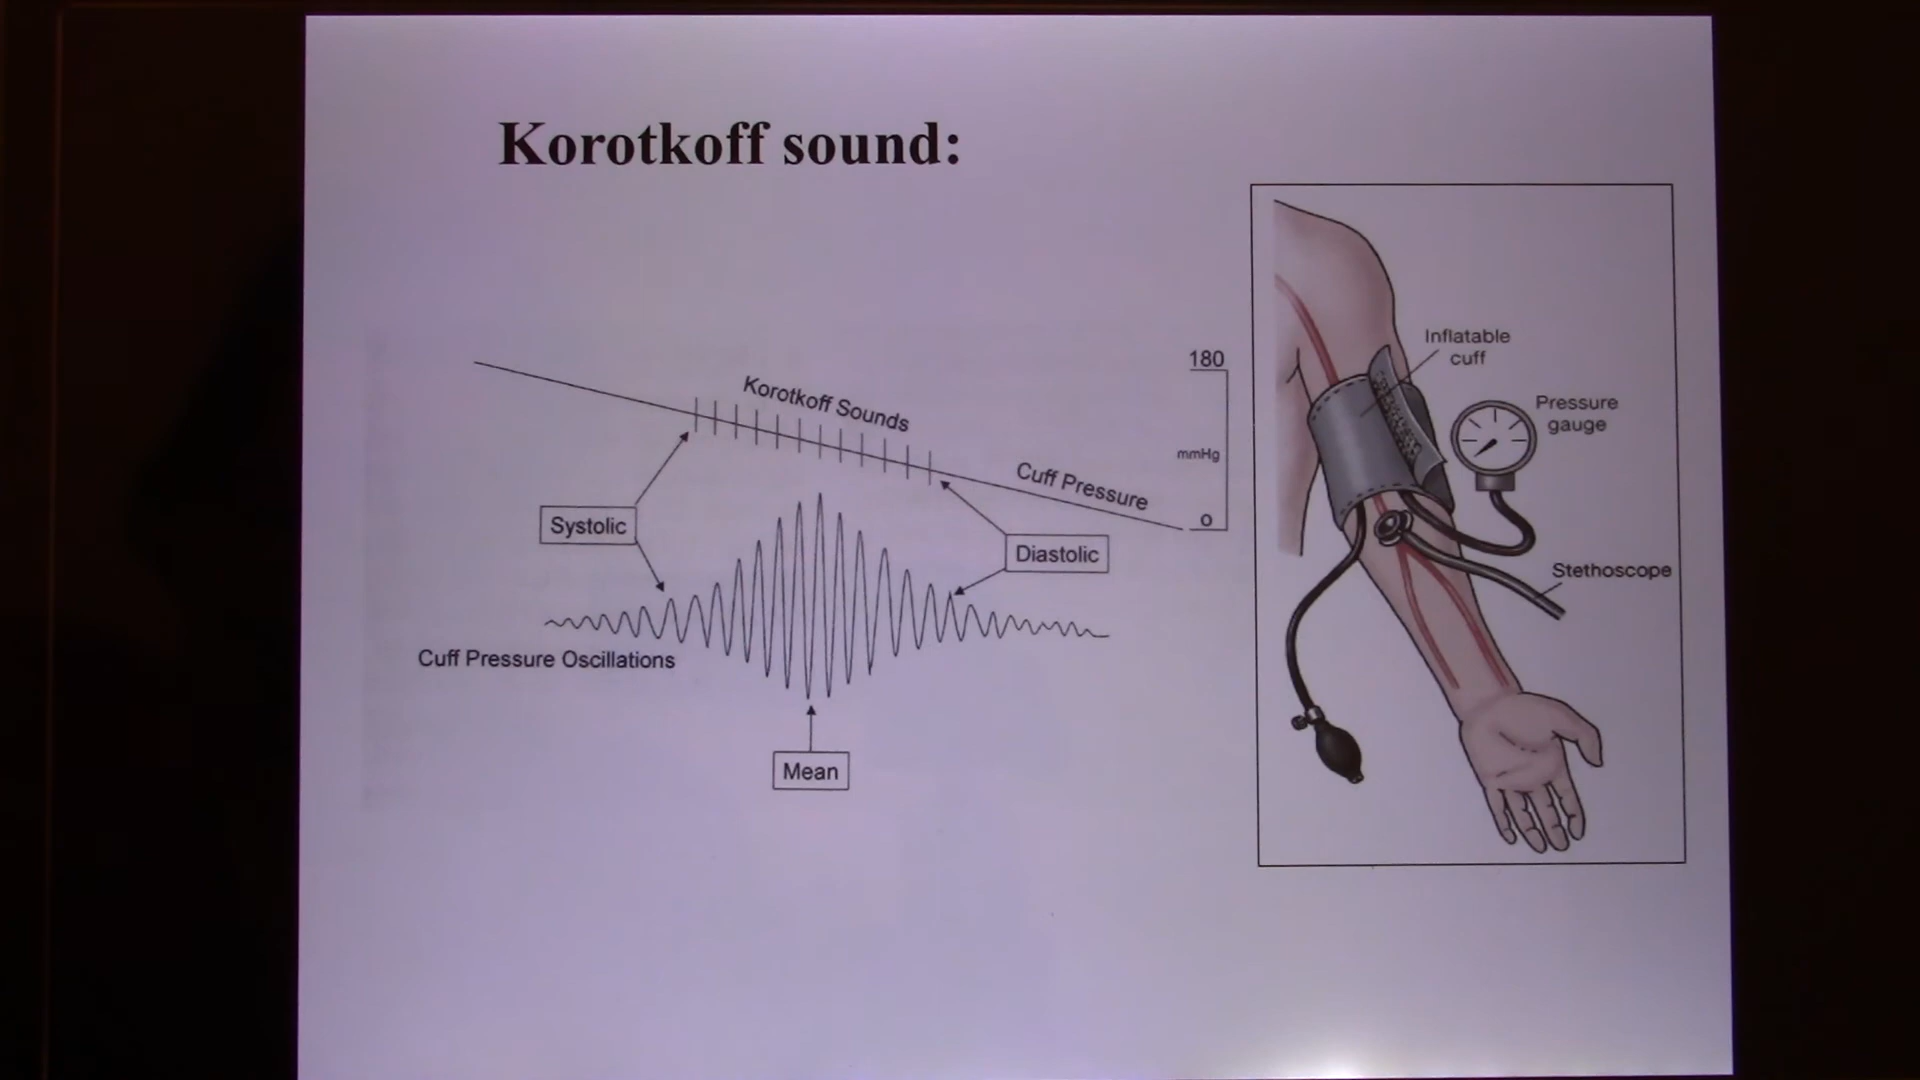 Korotkoff sound:
Korotkoff Sounds
180
mmHg
Cuff Pressure
O
Systolic
Diastolic
Cuff Pressure Oscillations
Mean
Inflatable
cuff
Pressure
gauge
Stethoscope